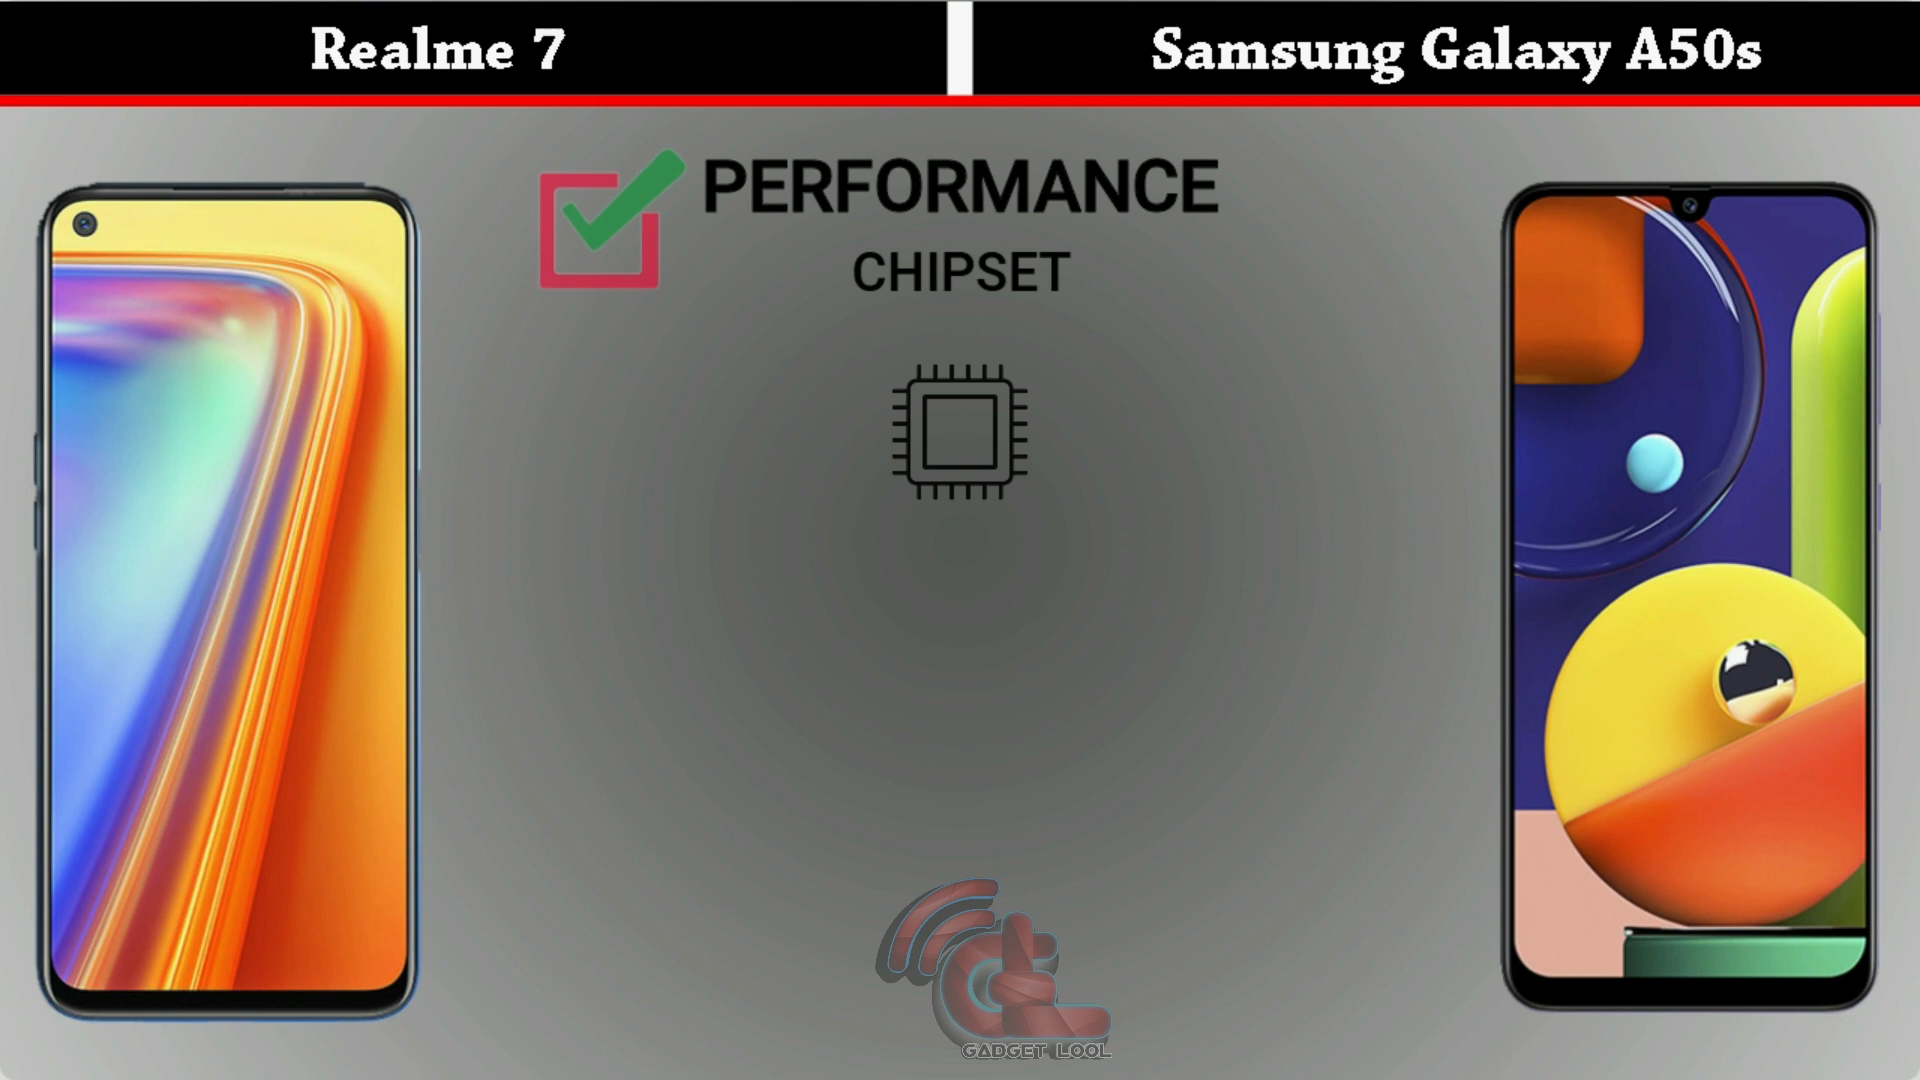 Realme 7
Samsung Galaxy A50s
PERFORMANCE
CHIPSET
GADGET LOOL